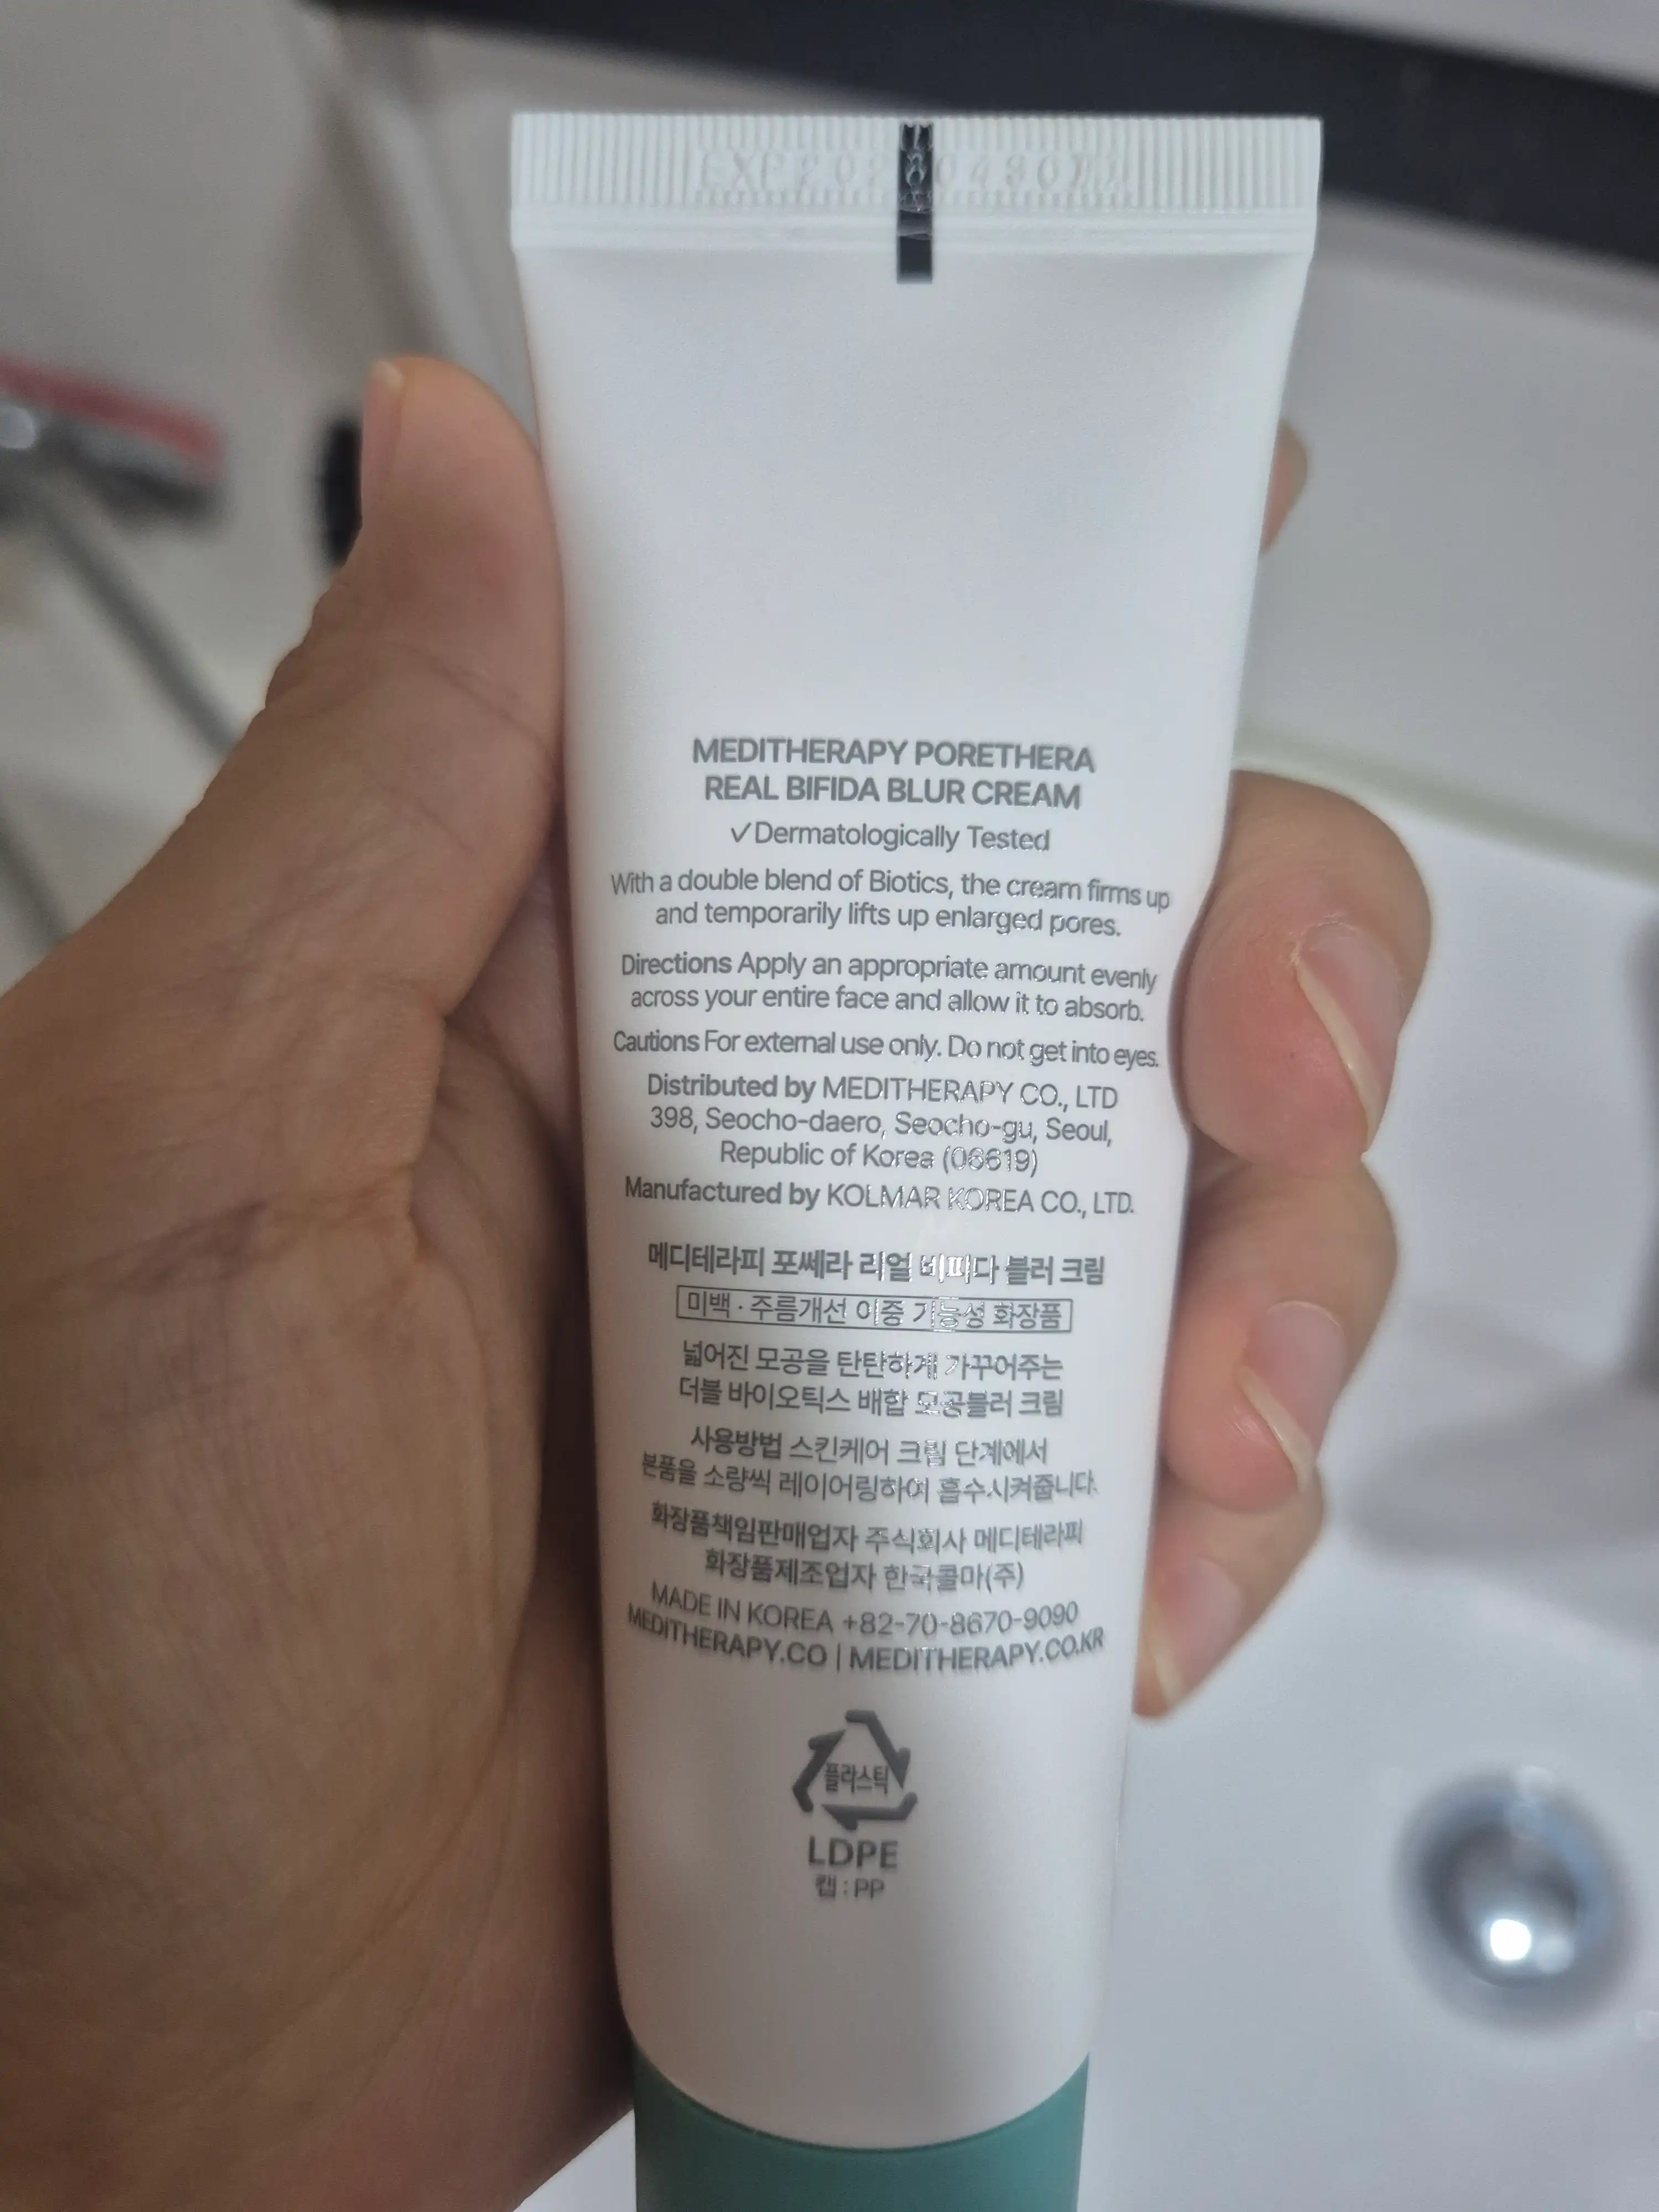 MEDITHERAPY PORETHERA
REAL BIFIDA BLUR CREAM
✓Dermatologically Tested
With a double blend of Biotics, the cream firms up
and temporarily lifts up enlarged pores.
Directions Apply an appropriate amount evenly
across your entire face and allow it to absorb.
Cautions For external use only. Do not get into eyes.
Distributed by MEDITHERAPY CO., LTD
398, Seocho-daero, Seocho-gu, Seoul,
Republic of Korea (06619)
Manufactured by KOLMAR KOREA CO., LTD.
메디테라피 포쎄라 리얼 비피다 블러 크림
미백 · 주름개선 이중 기능성 화장품
넓어진 모공을 탄탄하게 가꾸어주는
더블 바이오틱스 배합 모공블러 크림
사용방법 스킨케어 크림 단계에서
본품을 소량씩 레이어링하여 흡수시켜줍니다.
화장품책임판매업자 주식회사 메디테라피
화장품제조업자 한국콜마(주)
MADE IN KOREA +82-70-8670-9090
MEDITHERAPY.CO | MEDITHERAPY.CO.KR
플라스틱
LDPE
캡 : PP